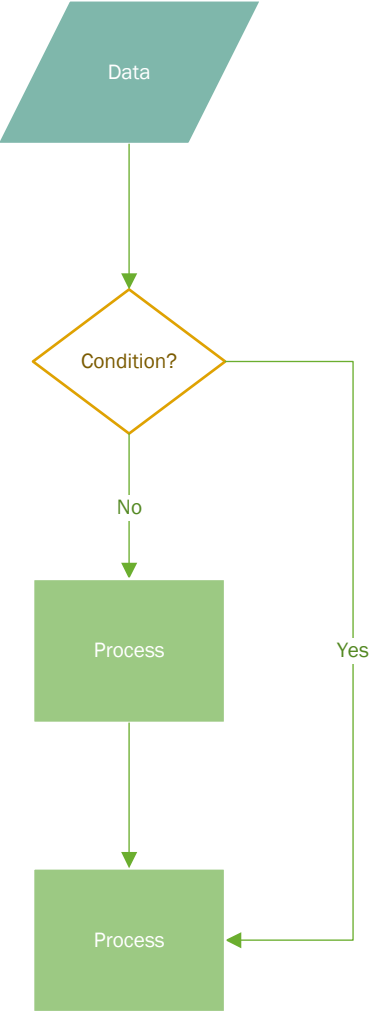 Data
Condition?
No
Process
Yes
Process